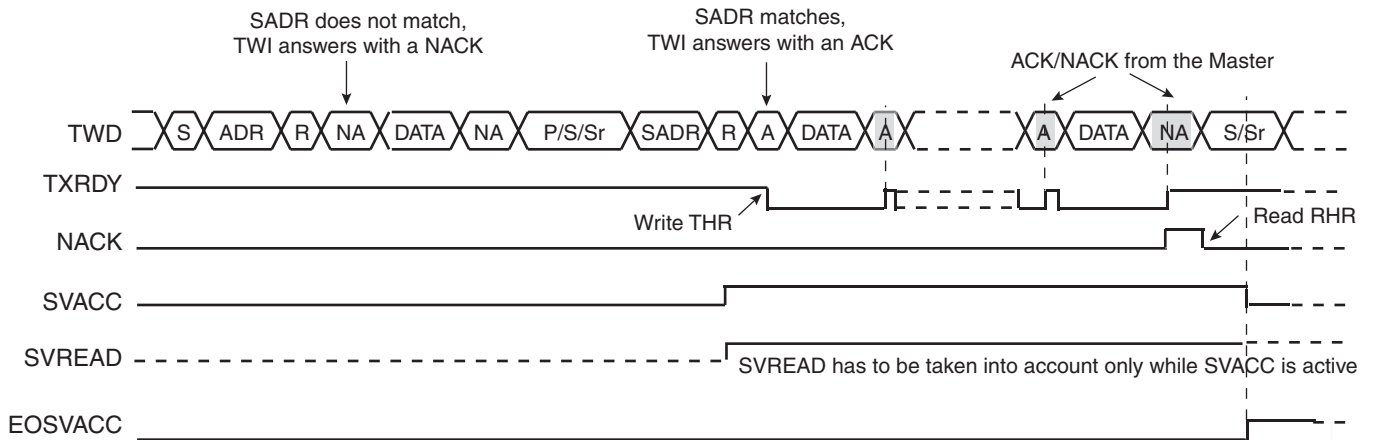 SADR does not match,
TWI answers with a NACK
SADR matches,
TWI answers with an ACK
ACK/NACK from the Master
TWD S ADR R NA DATA NA P/S/Sr SADR R A DATA A A DATA NA S/Sr
TXRDY
Write THR
Read RHR
NACK
SVACC
SVREAD
SVREAD has to be taken into account only while SVACC is active
EOSVACC